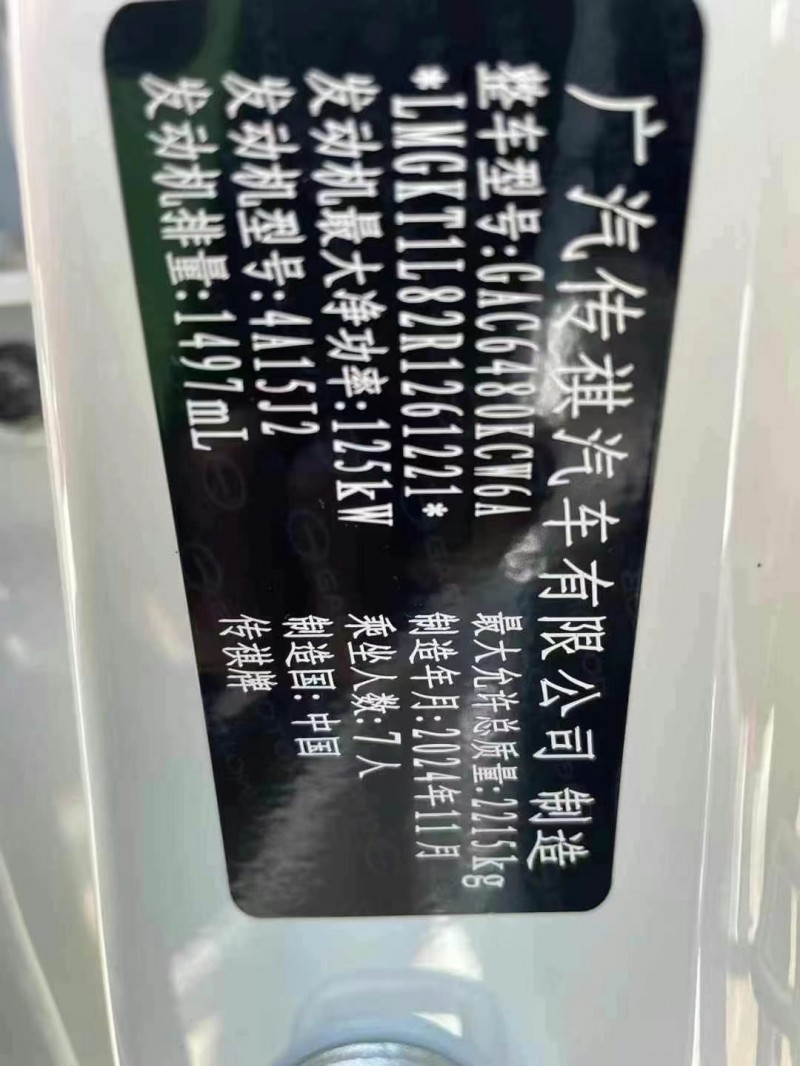 广汽传祺汽车有限公司 制造
整车型号:GAC6480KCW6A 最大允许总质量:2215kg
*LMGKT1L82R1261221* 制造年月:2024年11月
发动机最大净功率:125kW 乘坐人数:7人
发动机型号:4A15J2 制造国:中国
发动机排量:1497mL 传祺牌